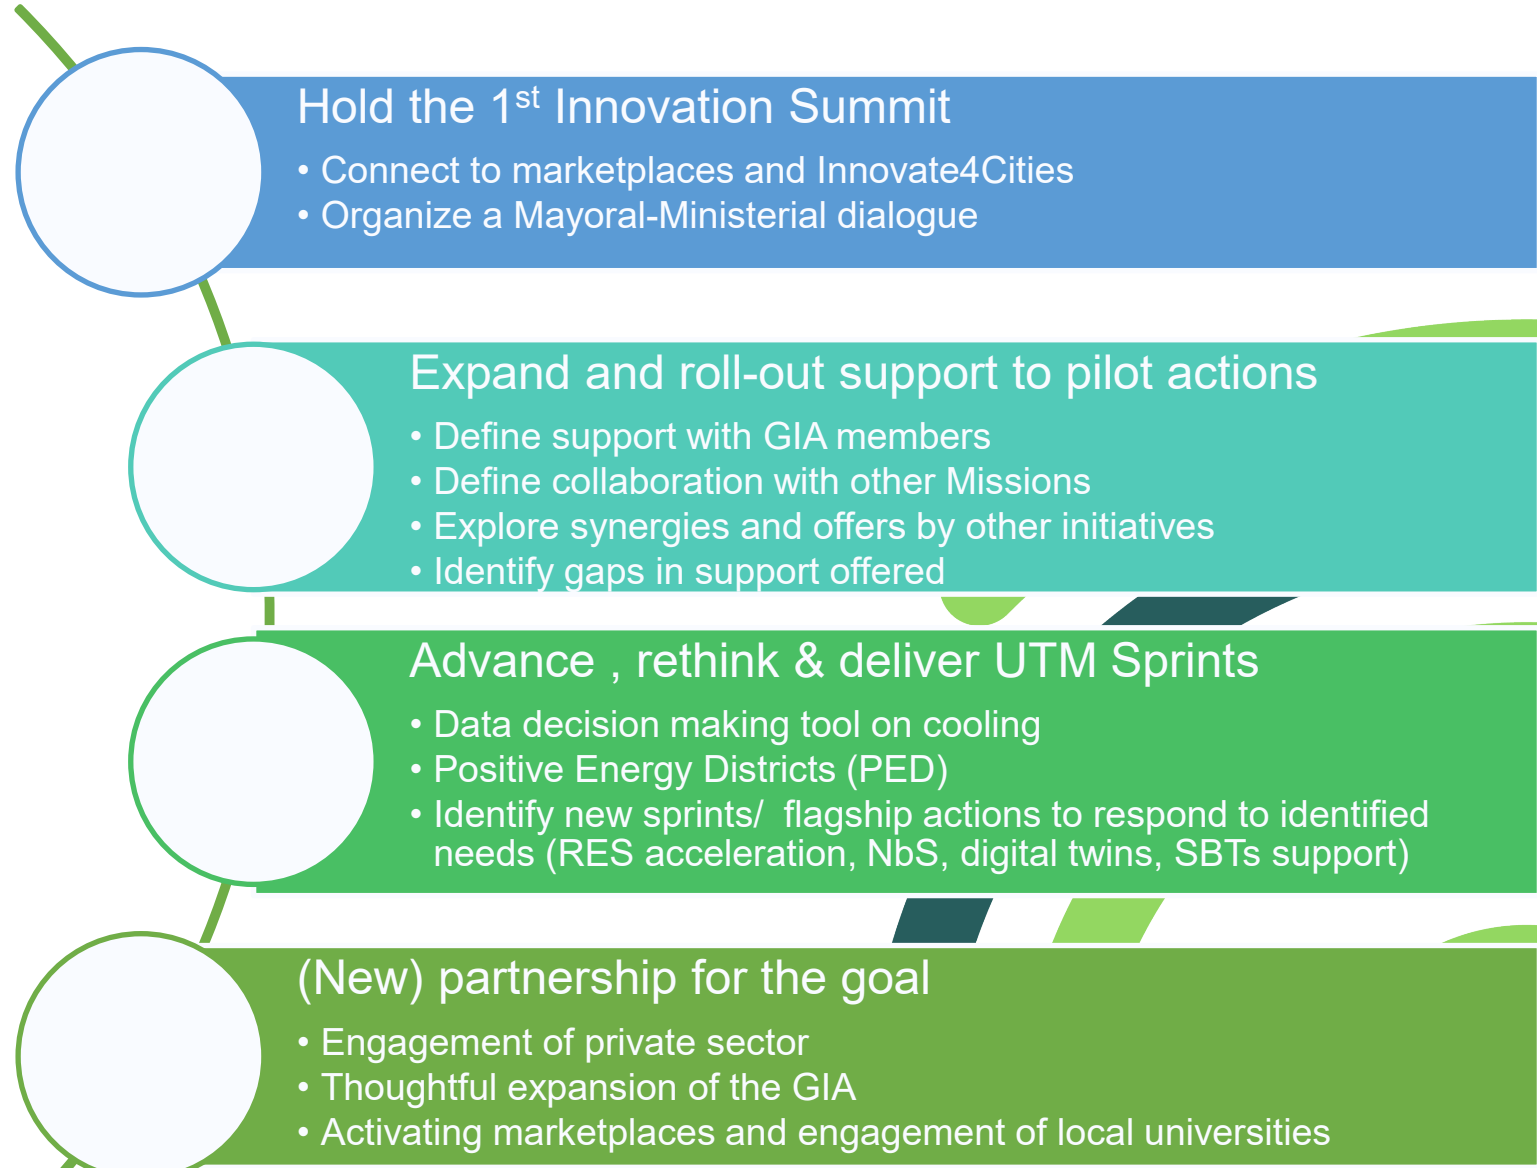 Hold the 1st Innovation Summit
• Connect to marketplaces and Innovate4Cities
• Organize a Mayoral-Ministerial dialogue
Expand and roll-out support to pilot actions
• Define support with GIA members
• Define collaboration with other Missions
• Explore synergies and offers by other initiatives
• Identify gaps in support offered
Advance , rethink & deliver UTM Sprints
• Data decision making tool on cooling
• Positive Energy Districts (PED)
• Identify new sprints/  flagship actions to respond to identified
needs (RES acceleration, NbS, digital twins, SBTs support)
(New) partnership for the goal
• Engagement of private sector
• Thoughtful expansion of the GIA
• Activating marketplaces and engagement of local universities